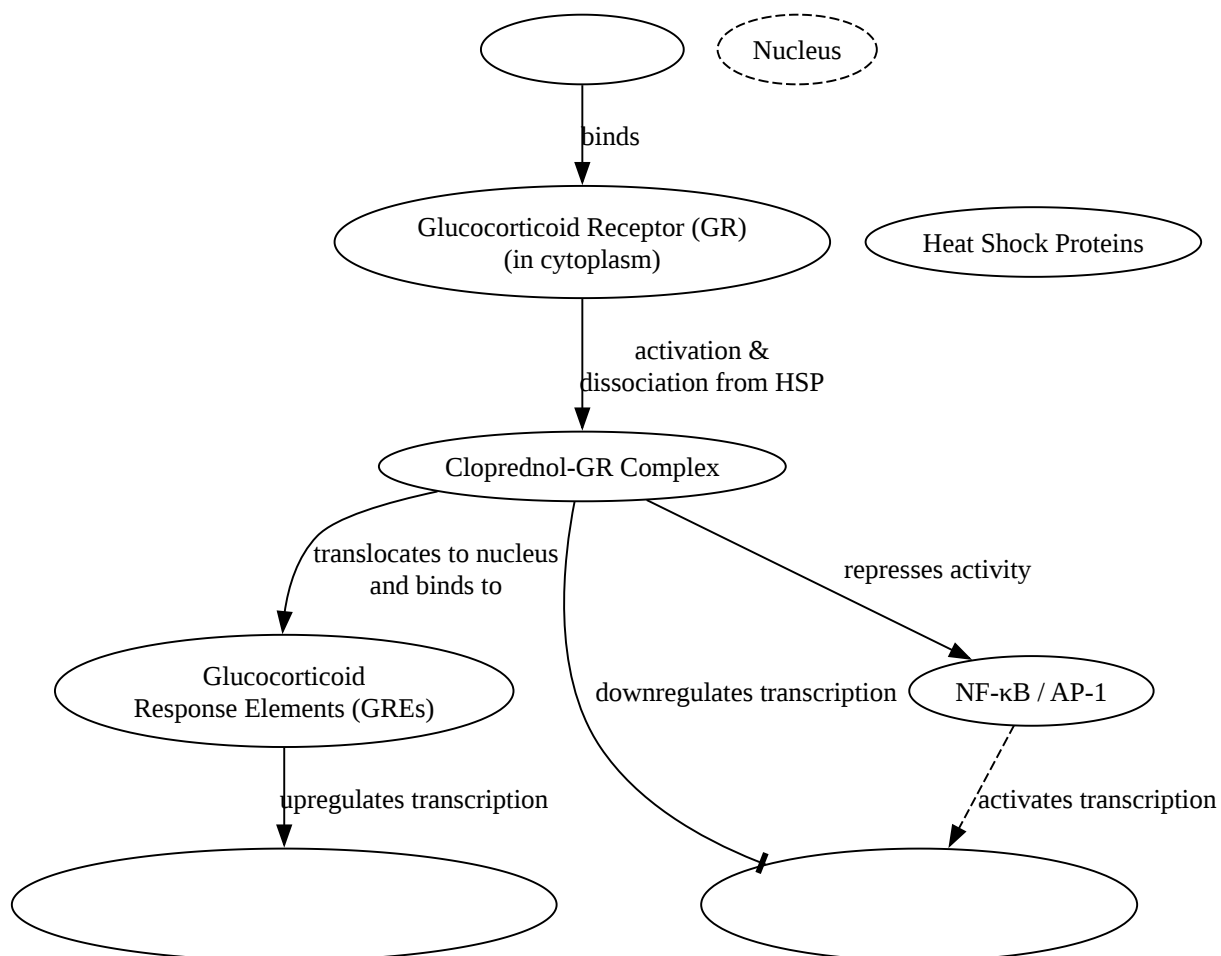 Nucleus
binds
Glucocorticoid Receptor (GR)
(in cytoplasm)
Heat Shock Proteins
activation &
dissociation from HSP
Cloprednol-GR Complex
translocates to nucleus
and binds to
represses activity
Glucocorticoid
Response Elements (GREs)
downregulates transcription
NF-κB / AP-1
upregulates transcription
activates transcription